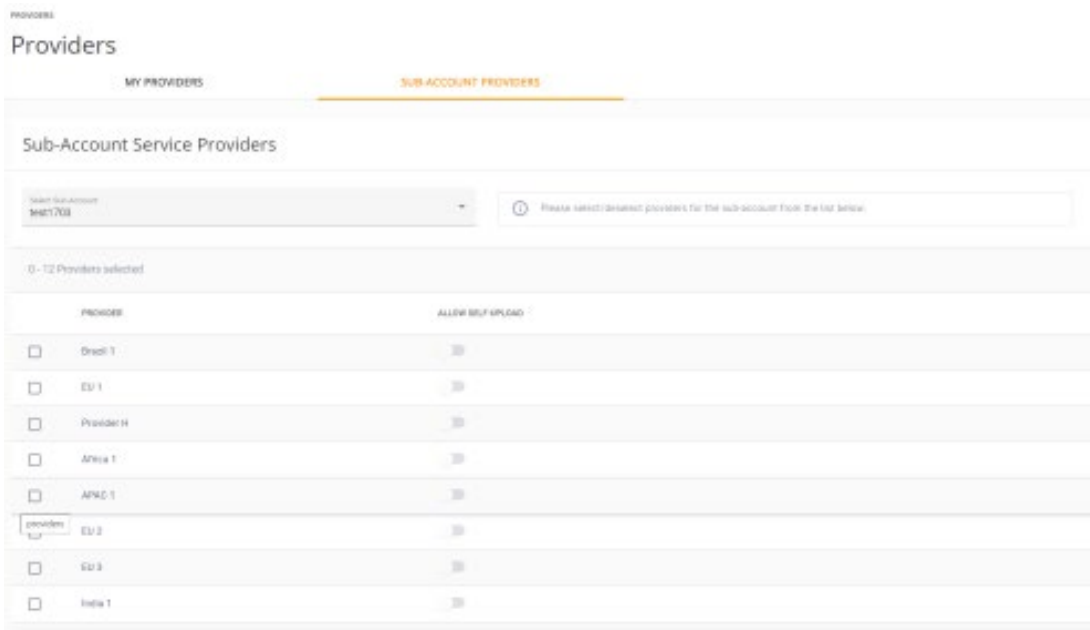 PROVIDERS
Providers
MY PROVIDERS SUB-ACCOUNT PROVIDERS
Sub-Account Service Providers
Select Sub-Account
test1703
Please select/deselect providers for the sub-account from the list below.
0 - 12 Providers selected
PROVIDER ALLOW SELF-UPLOAD
Brazil 1
EU 1
Provider H
Africa 1
APAC 1
providers
EU 2
EU 3
India 1